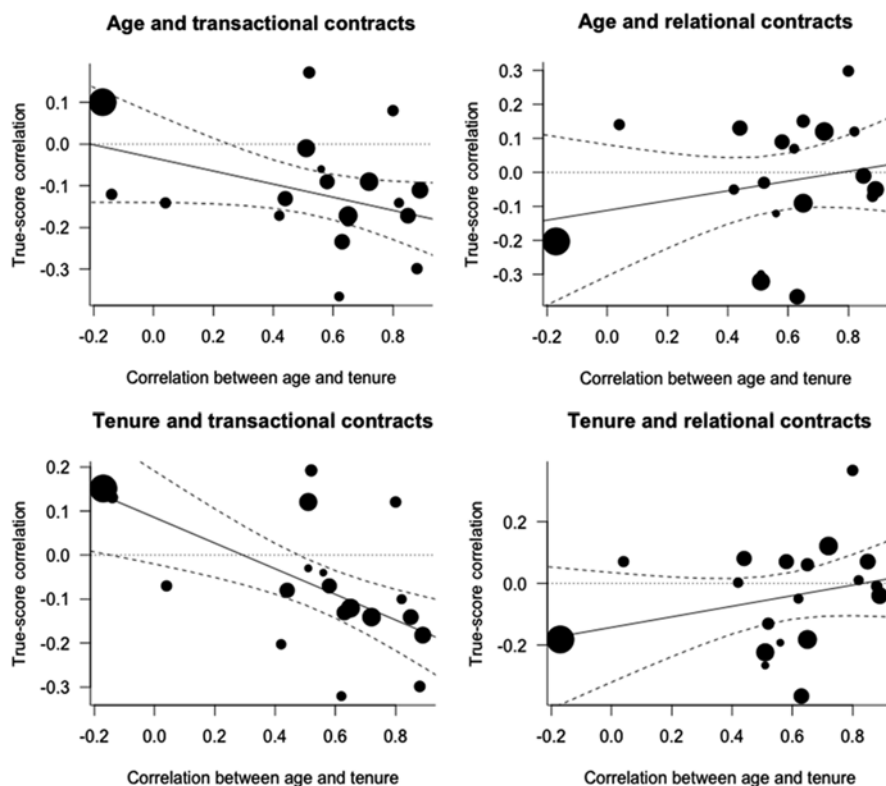 Age and transactional contracts
True-score correlation
0.1
0.0
-0.1
-0.2
-0.3
-0.2 0.0 0.2 0.4 0.6 0.8
Correlation between age and tenure
Age and relational contracts
True-score correlation
0.3
0.2
0.1
0.0
-0.1
-0.2
-0.3
-0.2 0.0 0.2 0.4 0.6 0.8
Correlation between age and tenure
Tenure and transactional contracts
True-score correlation
0.2
0.1
0.0
-0.1
-0.2
-0.3
-0.2 0.0 0.2 0.4 0.6 0.8
Correlation between age and tenure
Tenure and relational contracts
True-score correlation
0.2
0.0
-0.2
-0.2 0.0 0.2 0.4 0.6 0.8
Correlation between age and tenure